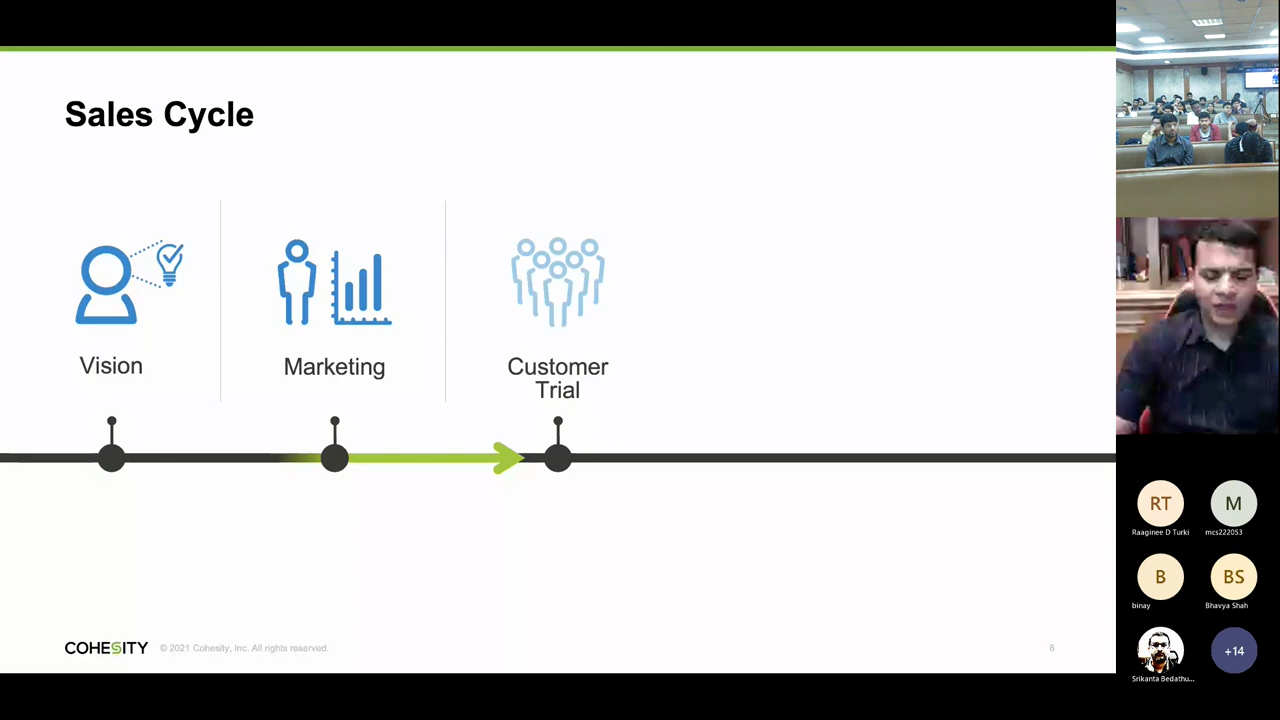 Sales Cycle
Vision
Marketing
Customer
Trial
COHESITY
© 2021 Cohesity, Inc. All rights reserved.
8
RT
Raaginee D Turki
M
mcs222053
B
binay
BS
Bhavya Shah
Srikanta Bedathu...
+14